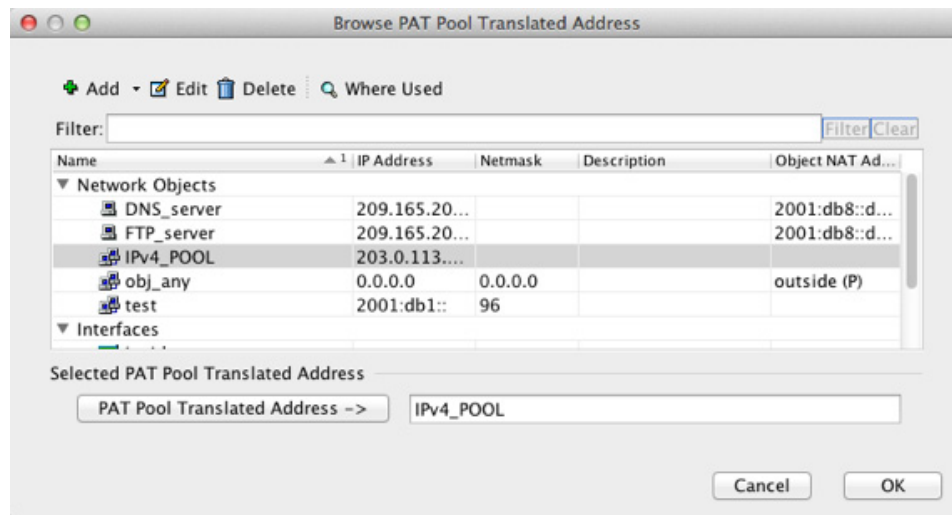 Browse PAT Pool Translated Address
Add Edit Delete Where Used
Filter: Filter Clear
Name 1 IP Address Netmask Description Object NAT Ad...
Network Objects
DNS_server 209.165.20... 2001:db8::d...
FTP_server 209.165.20... 2001:db8::d...
IPv4_POOL 203.0.113....
obj_any 0.0.0.0 0.0.0.0 outside (P)
test 2001:db1:: 96
Interfaces
Selected PAT Pool Translated Address
PAT Pool Translated Address -> IPv4_POOL
Cancel OK